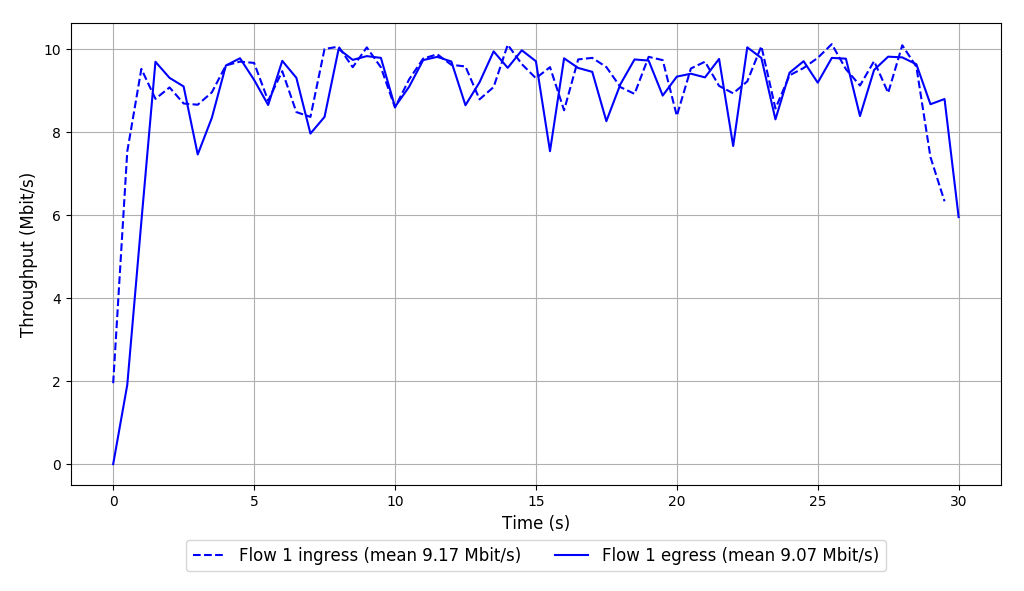 Throughput (Mbit/s)
10
8
6
4
2
0
0 5 10 15 20 25 30
Time (s)
Flow 1 ingress (mean 9.17 Mbit/s) Flow 1 egress (mean 9.07 Mbit/s)